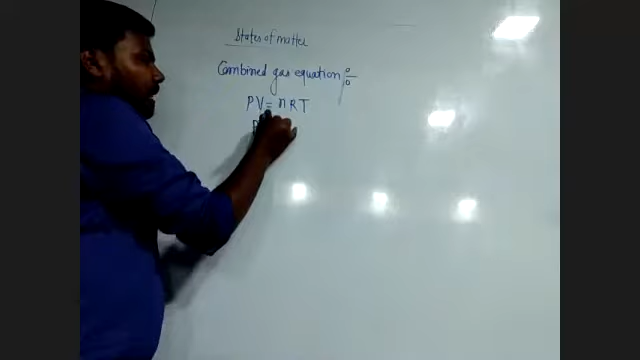 States of matter
Combined gas equation ÷
PV = nRT
P